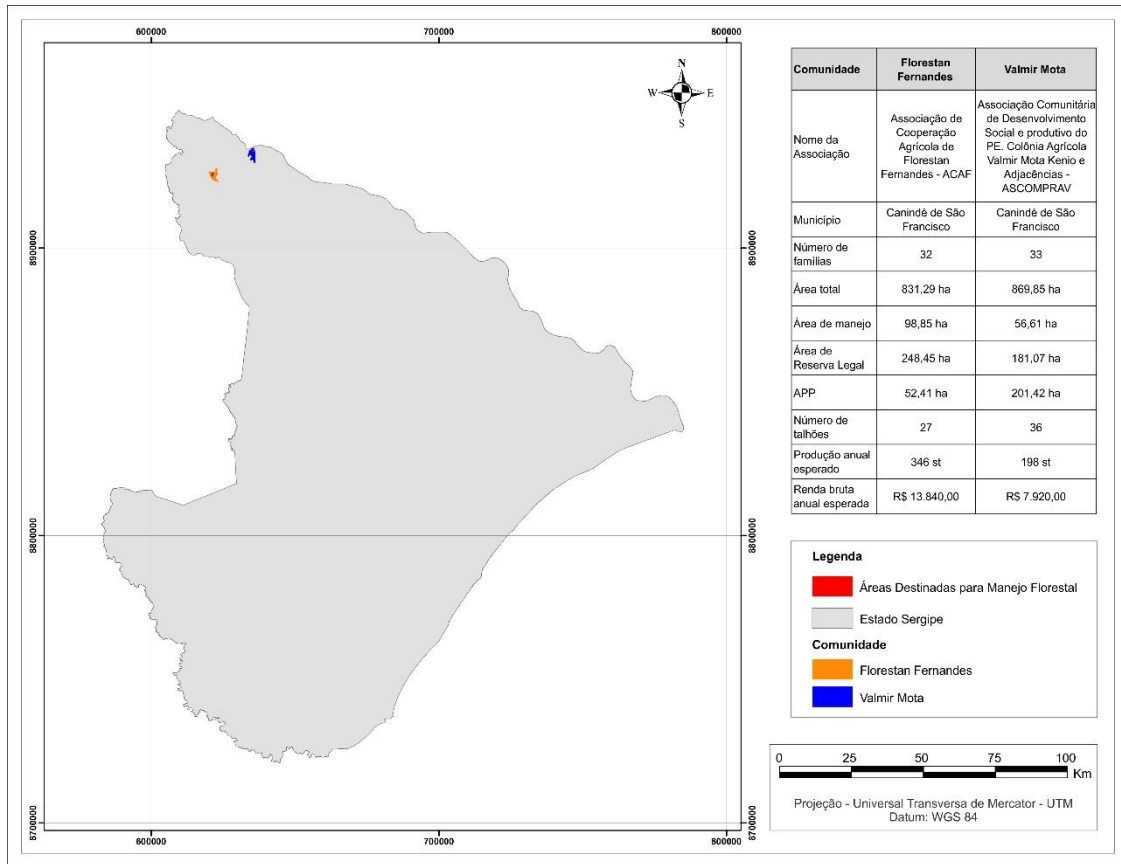 600000
700000
800000
N
W
E
S
8900000
8900000
8800000
8800000
8700000
8700000
600000
700000
800000
Comunidade
Florestan
Fernandes
Valmir Mota
Nome da
Associação
Associação de
Cooperação
Agrícola de
Florestan
Fernandes - ACAF
Associação Comunitária
de Desenvolvimento
Social e produtivo do
PE. Colônia Agrícola
Valmir Mota Kenio e
Adjacências -
ASCOMPRAV
Município
Canindé de São
Francisco
Canindé de São
Francisco
Número de
famílias
32
33
Área total
831,29 ha
869,85 ha
Área de manejo
98,85 ha
56,61 ha
Área de
Reserva Legal
248,45 ha
181,07 ha
APP
52,41 ha
201,42 ha
Número de
talhões
27
36
Produção anual
esperado
346 st
198 st
Renda bruta
anual esperada
R$ 13.840,00
R$ 7.920,00
Legenda
Áreas Destinadas para Manejo Florestal
Estado Sergipe
Comunidade
Florestan Fernandes
Valmir Mota
0 25 50 75 100
Km
Projeção - Universal Transversa de Mercator - UTM
Datum: WGS 84